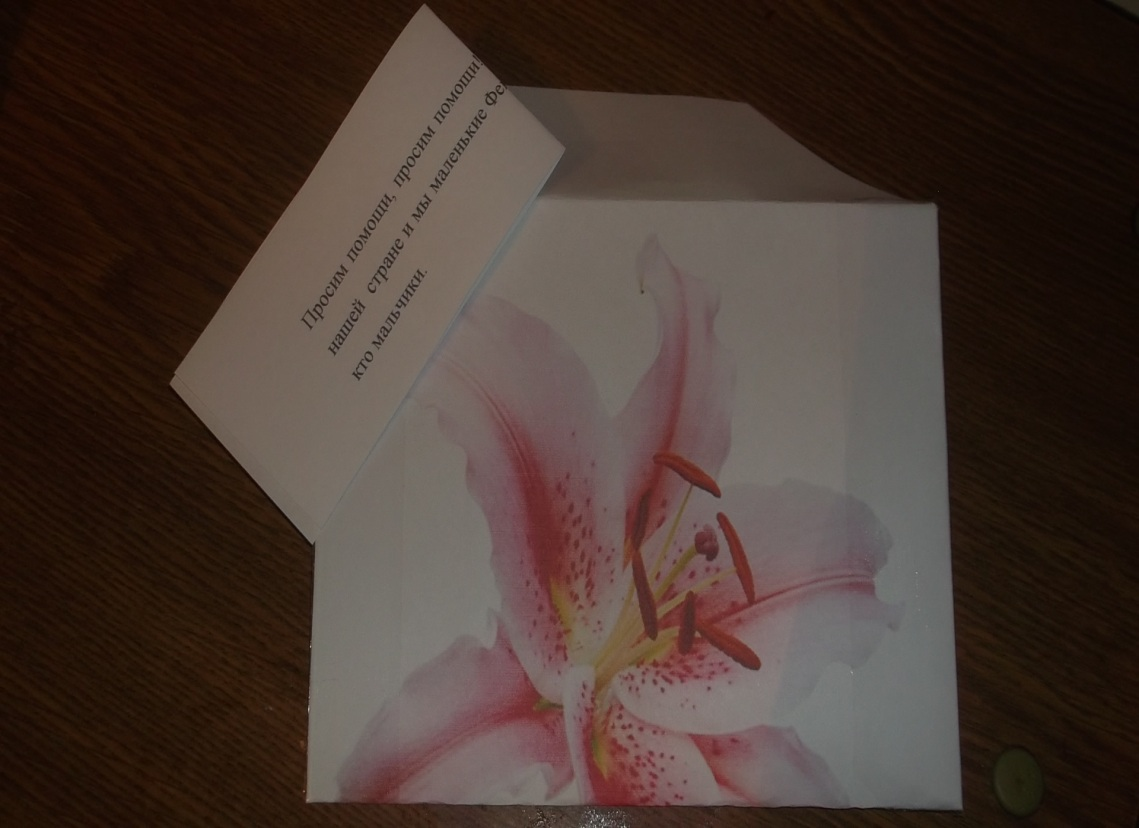 Просим помощи, просим помощи!
нашей стране и мы маленькие Фе
кто мальчики.